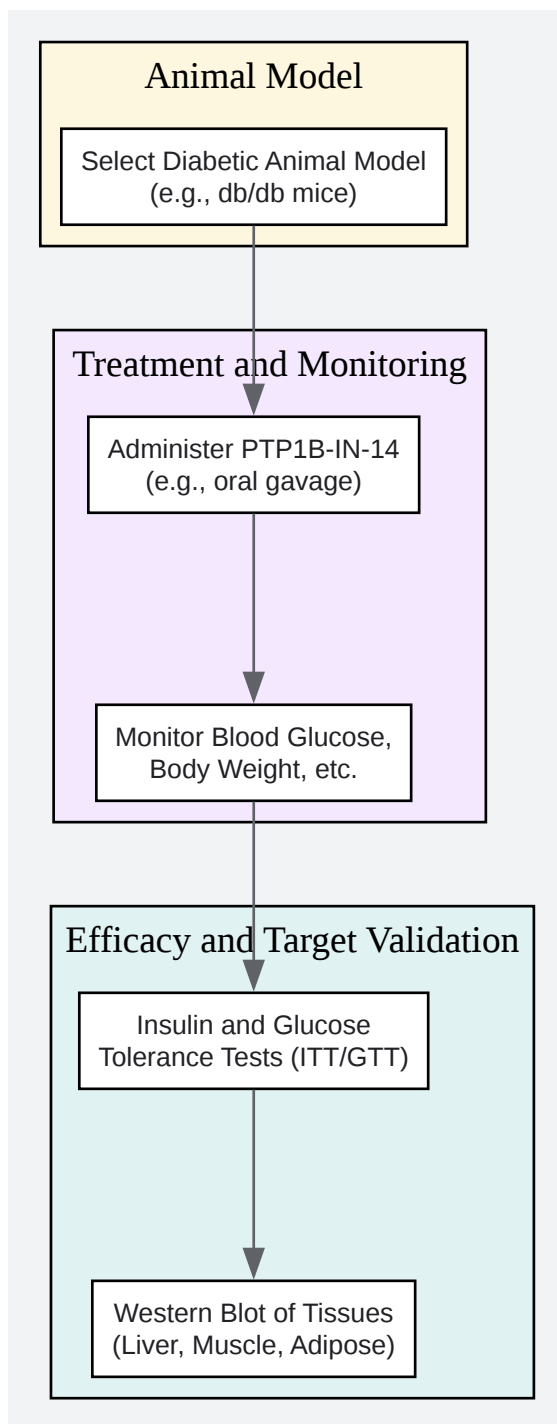 Animal Model
Select Diabetic Animal Model
(e.g., db/db mice)
Treatment and Monitoring
Administer PTP1B-IN-14
(e.g., oral gavage)
Monitor Blood Glucose,
Body Weight, etc.
Efficacy and Target Validation
Insulin and Glucose
Tolerance Tests (ITT/GTT)
Western Blot of Tissues
(Liver, Muscle, Adipose)